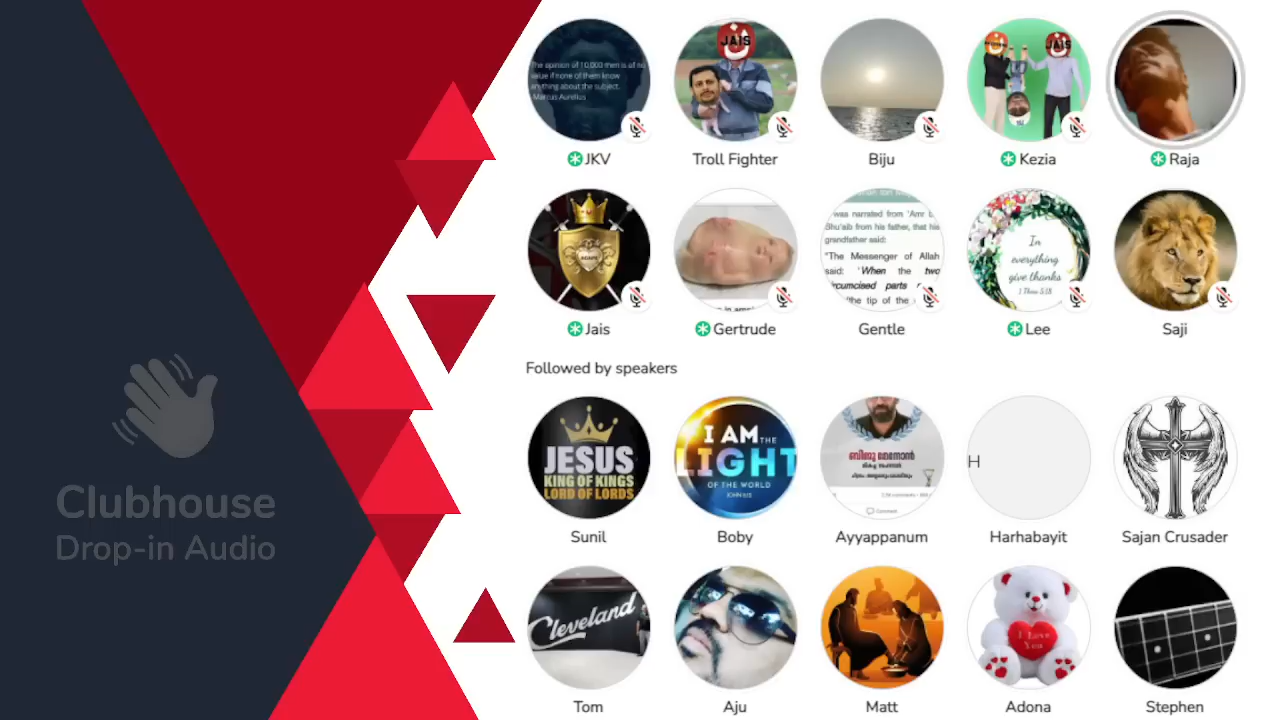 The opinion of 10,000 men is of no
value if none of them know
anything about the subject.
Marcus Aurelius
JAIS
JAIS
JKV
Troll Fighter
Biju
Kezia
Raja
AGAPE
was narrated from 'Amr b.
Shu'aib from his father, that his
grandfather said:
"The Messenger of Allah
said: 'When the two
circumcised parts
the tip of the
In
everything
give thanks
1 Thess 5:18
Jais
Gertrude
Gentle
Lee
Saji
Followed by speakers
JESUS
KING OF KINGS
LORD OF LORDS
I AM THE
LIGHT
OF THE WORLD
JOHN 8:12
ബിജു മേനോൻ
Comment
H
Sunil
Boby
Ayyappanum
Harhabayit
Sajan Crusader
Cleveland
I Love
You
Tom
Aju
Matt
Adona
Stephen
Clubhouse
Drop-in Audio